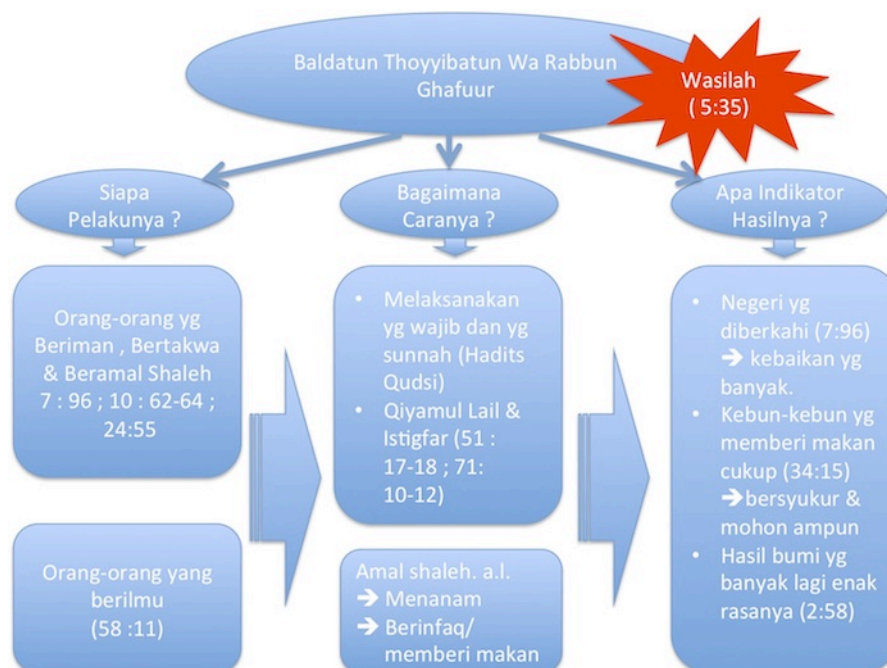 Baldatun Thoyyibatun Wa Rabbun
Ghafuur
Wasilah
( 5:35)
Siapa
Pelakunya ?
Bagaimana
Caranya ?
Apa Indikator
Hasilnya ?
Orang-orang yg
Beriman , Bertakwa
& Beramal Shaleh
7 : 96 ; 10 : 62-64 ;
24:55
Orang-orang yang
berilmu
(58 :11)
• Melaksanakan
yg wajib dan yg
sunnah (Hadits
Qudsi)
• Qiyamul Lail &
Istigfar (51 :
17-18 ; 71:
10-12)
Amal shaleh. a.l.
➔ Menanam
➔ Berinfaq/
memberi makan
• Negeri yg
diberkahi (7:96)
➔ kebaikan yg
banyak.
• Kebun-kebun yg
memberi makan
cukup (34:15)
➔bersyukur &
mohon ampun
• Hasil bumi yg
banyak lagi enak
rasanya (2:58)